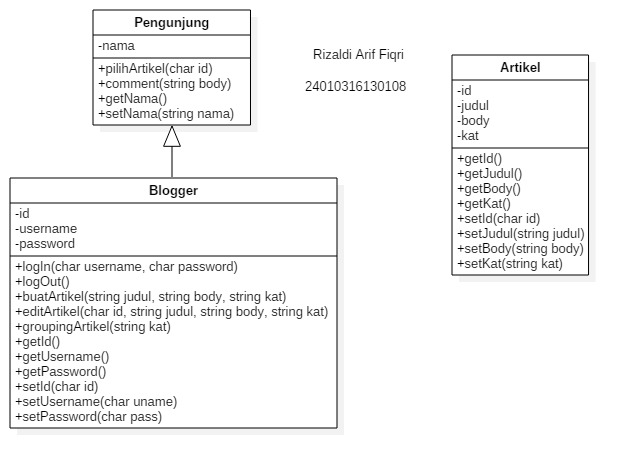 Pengunjung
-nama
+pilihArtikel(char id)
+comment(string body)
+getNama()
+setNama(string nama)
Rizaldi Arif Fiqri
24010316130108
Artikel
-id
-judul
-body
-kat
+getId()
+getJudul()
+getBody()
+getKat()
+setId(char id)
+setJudul(string judul)
+setBody(string body)
+setKat(string kat)
Blogger
-id
-username
-password
+logIn(char username, char password)
+logOut()
+buatArtikel(string judul, string body, string kat)
+editArtikel(char id, string judul, string body, string kat)
+groupingArtikel(string kat)
+getId()
+getUsername()
+getPassword()
+setId(char id)
+setUsername(char uname)
+setPassword(char pass)